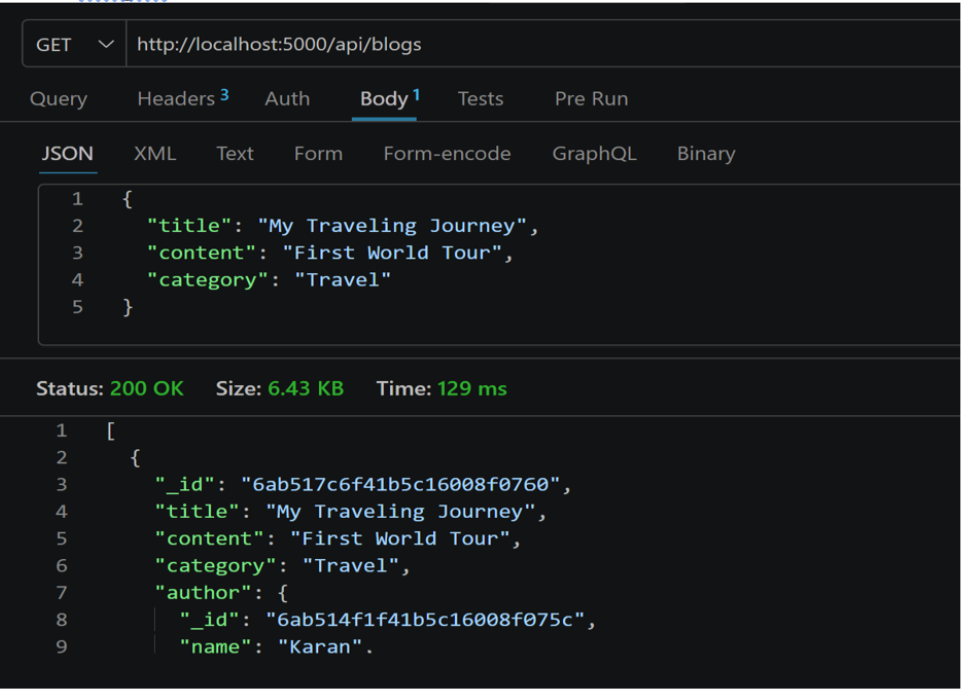 GET http://localhost:5000/api/blogs
Query Headers 3 Auth Body 1 Tests Pre Run
JSON XML Text Form Form-encode GraphQL Binary
1 {
2 "title": "My Traveling Journey",
3 "content": "First World Tour",
4 "category": "Travel"
5 }
Status: 200 OK Size: 6.43 KB Time: 129 ms
1 [
2 {
3 "_id": "6ab517c6f41b5c16008f0760",
4 "title": "My Traveling Journey",
5 "content": "First World Tour",
6 "category": "Travel",
7 "author": {
8 "_id": "6ab514f1f41b5c16008f075c",
9 "name": "Karan",